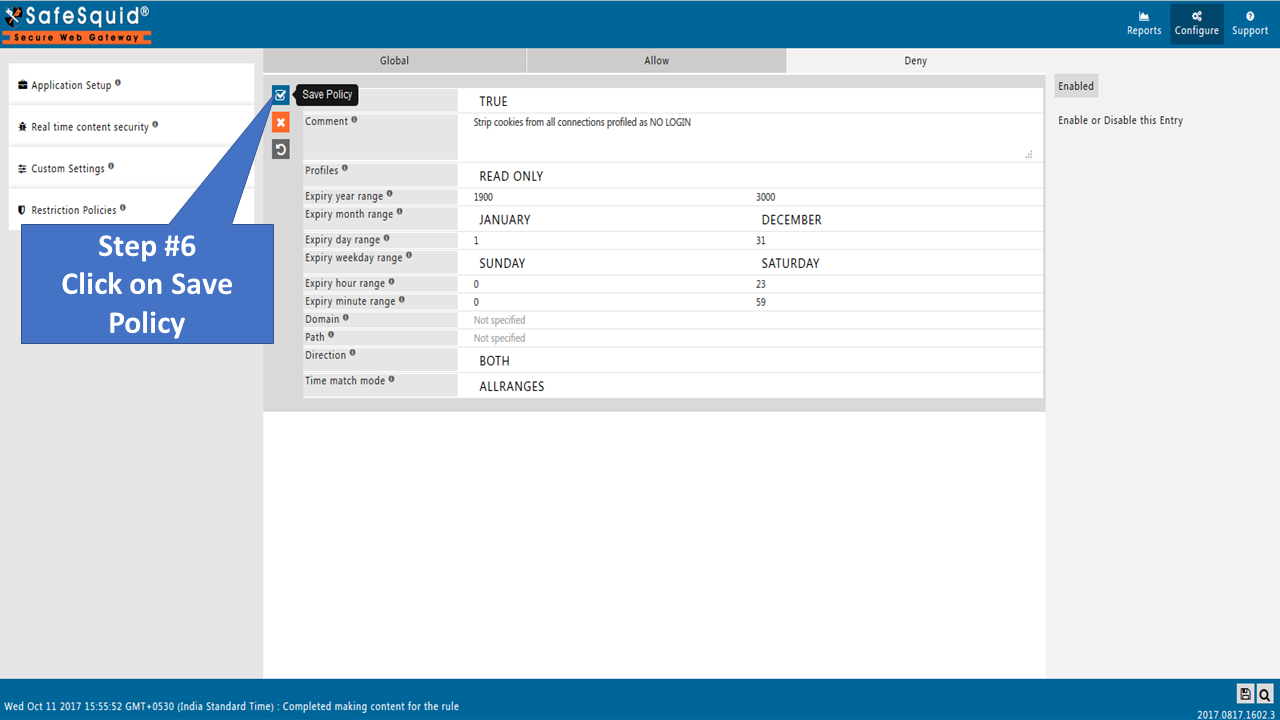 SafeSquid®
Secure Web Gateway
Reports
Configure
Support
Global
Allow
Deny
Application Setup
Real time content security
Custom Settings
Restriction Policies
Save Policy
TRUE
Comment
Strip cookies from all connections profiled as NO LOGIN
Profiles
READ ONLY
Expiry year range
1900
3000
Expiry month range
JANUARY
DECEMBER
Expiry day range
1
31
Expiry weekday range
SUNDAY
SATURDAY
Expiry hour range
0
23
Expiry minute range
0
59
Domain
Not specified
Path
Not specified
Direction
BOTH
Time match mode
ALLRANGES
Enabled
Enable or Disable this Entry
Step #6
Click on Save
Policy
Wed Oct 11 2017 15:55:52 GMT+0530 (India Standard Time) : Completed making content for the rule
2017.0817.1602.3